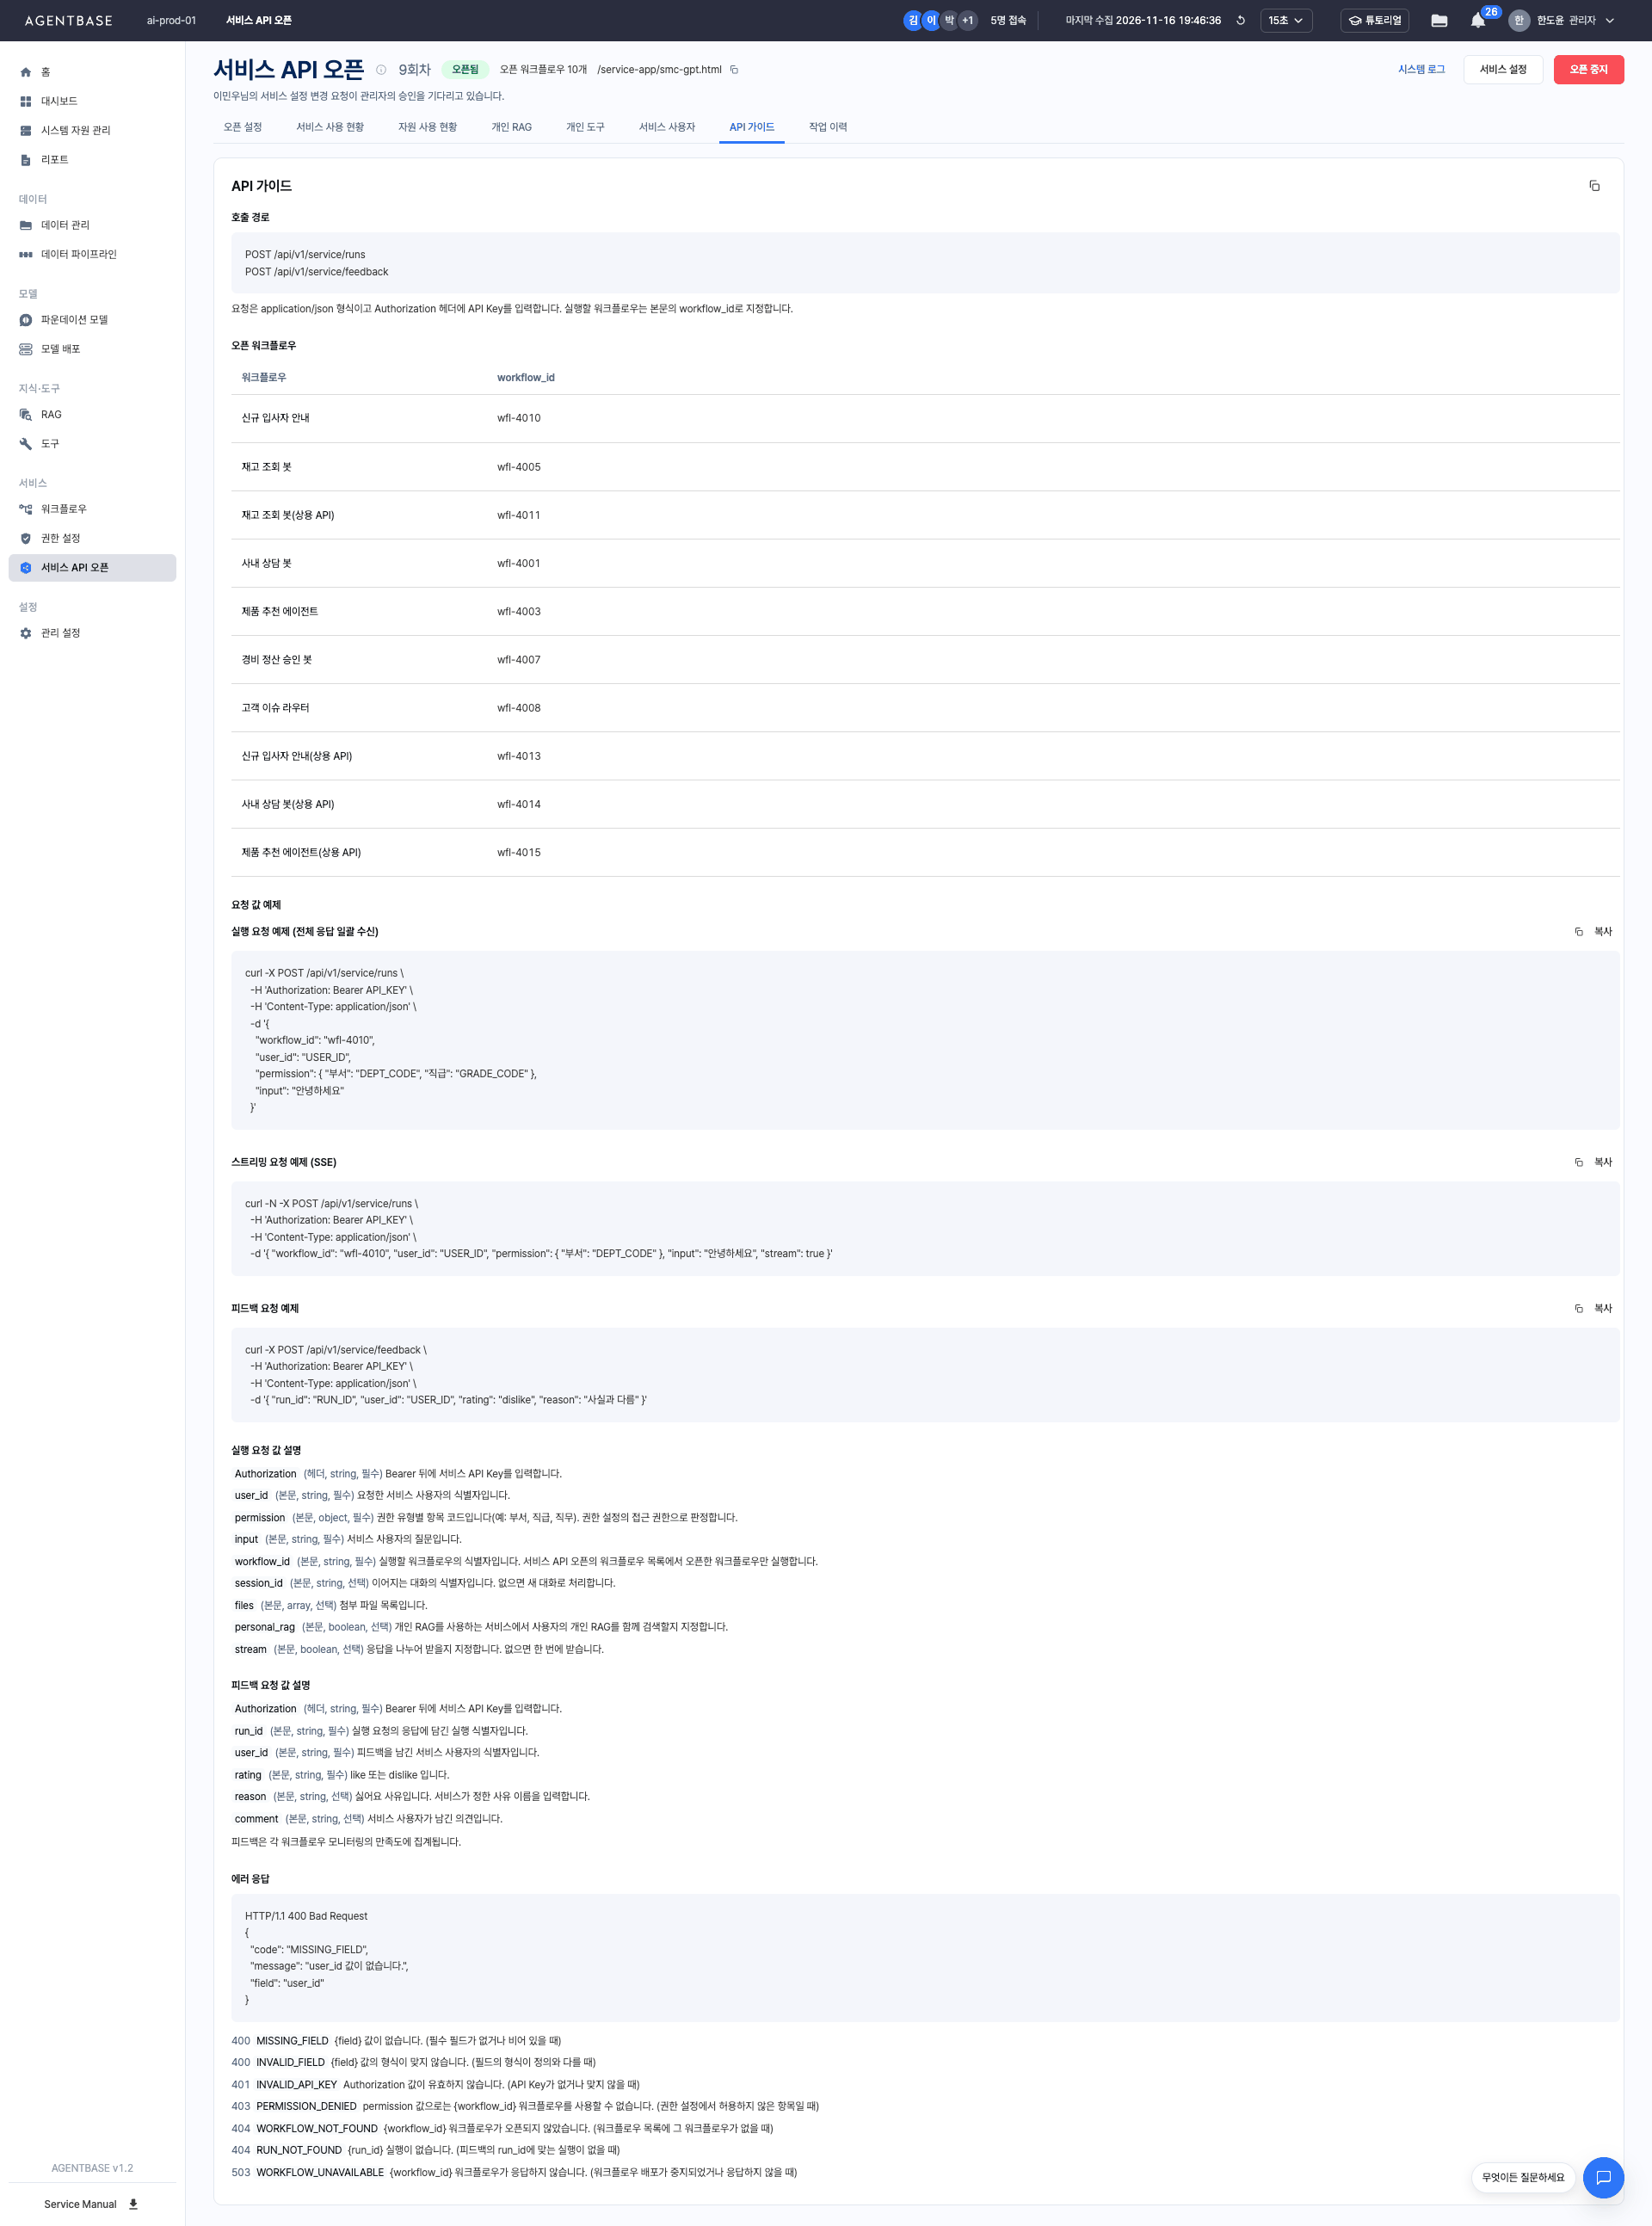 AGENTBASE
ai-prod-01
서비스 API 오픈
김 이 박 +1 5명 접속
마지막 수집 2026-11-16 19:46:36
15초
튜토리얼
26
한 한도윤 관리자
홈
대시보드
시스템 자원 관리
리포트
데이터
데이터 관리
데이터 파이프라인
모델
파운데이션 모델
모델 배포
지식·도구
RAG
도구
서비스
워크플로우
권한 설정
서비스 API 오픈
설정
관리 설정
AGENTBASE v1.2
Service Manual
서비스 API 오픈 9회차 오픈됨 오픈 워크플로우 10개 /service-app/smc-gpt.html
시스템 로그 서비스 설정 오픈 중지
이민우님의 서비스 설정 변경 요청이 관리자의 승인을 기다리고 있습니다.
오픈 설정 서비스 사용 현황 자원 사용 현황 개인 RAG 개인 도구 서비스 사용자 API 가이드 작업 이력
API 가이드
호출 경로
POST /api/v1/service/runs
POST /api/v1/service/feedback
요청은 application/json 형식이고 Authorization 헤더에 API Key를 입력합니다. 실행할 워크플로우는 본문의 workflow_id로 지정합니다.
오픈 워크플로우
워크플로우 workflow_id
신규 입사자 안내 wfl-4010
재고 조회 봇 wfl-4005
재고 조회 봇(상용 API) wfl-4011
사내 상담 봇 wfl-4001
제품 추천 에이전트 wfl-4003
경비 정산 승인 봇 wfl-4007
고객 이슈 라우터 wfl-4008
신규 입사자 안내(상용 API) wfl-4013
사내 상담 봇(상용 API) wfl-4014
제품 추천 에이전트(상용 API) wfl-4015
요청 값 예제
실행 요청 예제 (전체 응답 일괄 수신) 복사
curl -X POST /api/v1/service/runs \
-H 'Authorization: Bearer API_KEY' \
-H 'Content-Type: application/json' \
-d '{
"workflow_id": "wfl-4010",
"user_id": "USER_ID",
"permission": { "부서": "DEPT_CODE", "직급": "GRADE_CODE" },
"input": "안녕하세요"
}'
스트리밍 요청 예제 (SSE) 복사
curl -N -X POST /api/v1/service/runs \
-H 'Authorization: Bearer API_KEY' \
-H 'Content-Type: application/json' \
-d '{ "workflow_id": "wfl-4010", "user_id": "USER_ID", "permission": { "부서": "DEPT_CODE" }, "input": "안녕하세요", "stream": true }'
피드백 요청 예제 복사
curl -X POST /api/v1/service/feedback \
-H 'Authorization: Bearer API_KEY' \
-H 'Content-Type: application/json' \
-d '{ "run_id": "RUN_ID", "user_id": "USER_ID", "rating": "dislike", "reason": "사실과 다름" }'
실행 요청 값 설명
Authorization (헤더, string, 필수) Bearer 뒤에 서비스 API Key를 입력합니다.
user_id (본문, string, 필수) 요청한 서비스 사용자의 식별자입니다.
permission (본문, object, 필수) 권한 유형별 항목 코드입니다(예: 부서, 직급, 직무). 권한 설정의 접근 권한으로 판정합니다.
input (본문, string, 필수) 서비스 사용자의 질문입니다.
workflow_id (본문, string, 필수) 실행할 워크플로우의 식별자입니다. 서비스 API 오픈의 워크플로우 목록에서 오픈한 워크플로우만 실행합니다.
session_id (본문, string, 선택) 이어지는 대화의 식별자입니다. 없으면 새 대화로 처리합니다.
files (본문, array, 선택) 첨부 파일 목록입니다.
personal_rag (본문, boolean, 선택) 개인 RAG를 사용하는 서비스에서 사용자의 개인 RAG를 함께 검색할지 지정합니다.
stream (본문, boolean, 선택) 응답을 나누어 받을지 지정합니다. 없으면 한 번에 받습니다.
피드백 요청 값 설명
Authorization (헤더, string, 필수) Bearer 뒤에 서비스 API Key를 입력합니다.
run_id (본문, string, 필수) 실행 요청의 응답에 담긴 실행 식별자입니다.
user_id (본문, string, 필수) 피드백을 남긴 서비스 사용자의 식별자입니다.
rating (본문, string, 필수) like 또는 dislike 입니다.
reason (본문, string, 선택) 싫어요 사유입니다. 서비스가 정한 사유 이름을 입력합니다.
comment (본문, string, 선택) 서비스 사용자가 남긴 의견입니다.
피드백은 각 워크플로우 모니터링의 만족도에 집계됩니다.
에러 응답
HTTP/1.1 400 Bad Request
{
"code": "MISSING_FIELD",
"message": "user_id 값이 없습니다.",
"field": "user_id"
}
400 MISSING_FIELD {field} 값이 없습니다. (필수 필드가 없거나 비어 있을 때)
400 INVALID_FIELD {field} 값의 형식이 맞지 않습니다. (필드의 형식이 정의와 다를 때)
401 INVALID_API_KEY Authorization 값이 유효하지 않습니다. (API Key가 없거나 맞지 않을 때)
403 PERMISSION_DENIED permission 값으로는 {workflow_id} 워크플로우를 사용할 수 없습니다. (권한 설정에서 허용하지 않은 항목일 때)
404 WORKFLOW_NOT_FOUND {workflow_id} 워크플로우가 오픈되지 않았습니다. (워크플로우 목록에 그 워크플로우가 없을 때)
404 RUN_NOT_FOUND {run_id} 실행이 없습니다. (피드백의 run_id에 맞는 실행이 없을 때)
503 WORKFLOW_UNAVAILABLE {workflow_id} 워크플로우가 응답하지 않습니다. (워크플로우 배포가 중지되었거나 응답하지 않을 때)
무엇이든 질문하세요